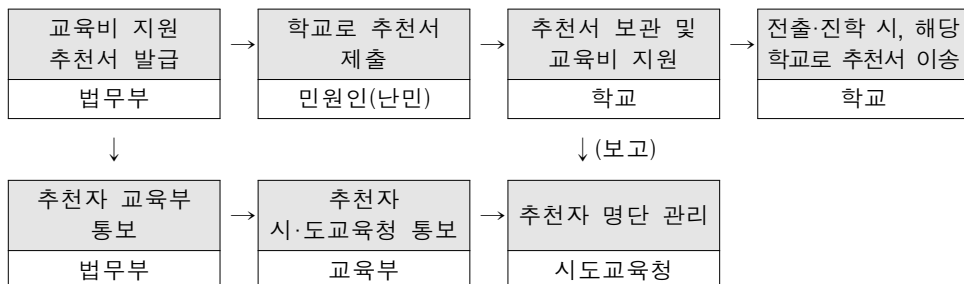 교육비 지원
추천서 발급
법무부
→
학교로 추천서
제출
민원인(난민)
→
추천서 보관 및
교육비 지원
학교
→
전출·진학 시, 해당
학교로 추천서 이송
학교
↓
↓ (보고)
추천자 교육부
통보
법무부
→
추천자
시·도교육청 통보
교육부
→
추천자 명단 관리
시도교육청